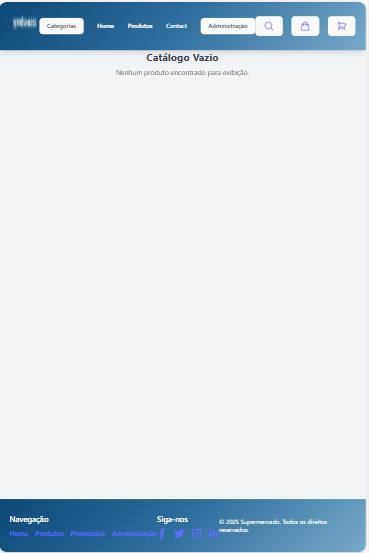 Categorias
Home
Produtos
Contact
Administração
Catálogo Vazio
Nenhum produto encontrado para exibição.
Navegação
Home Produtos Promoções Administração
Siga-nos
© 2025 Supermercado. Todos os direitos
reservados.